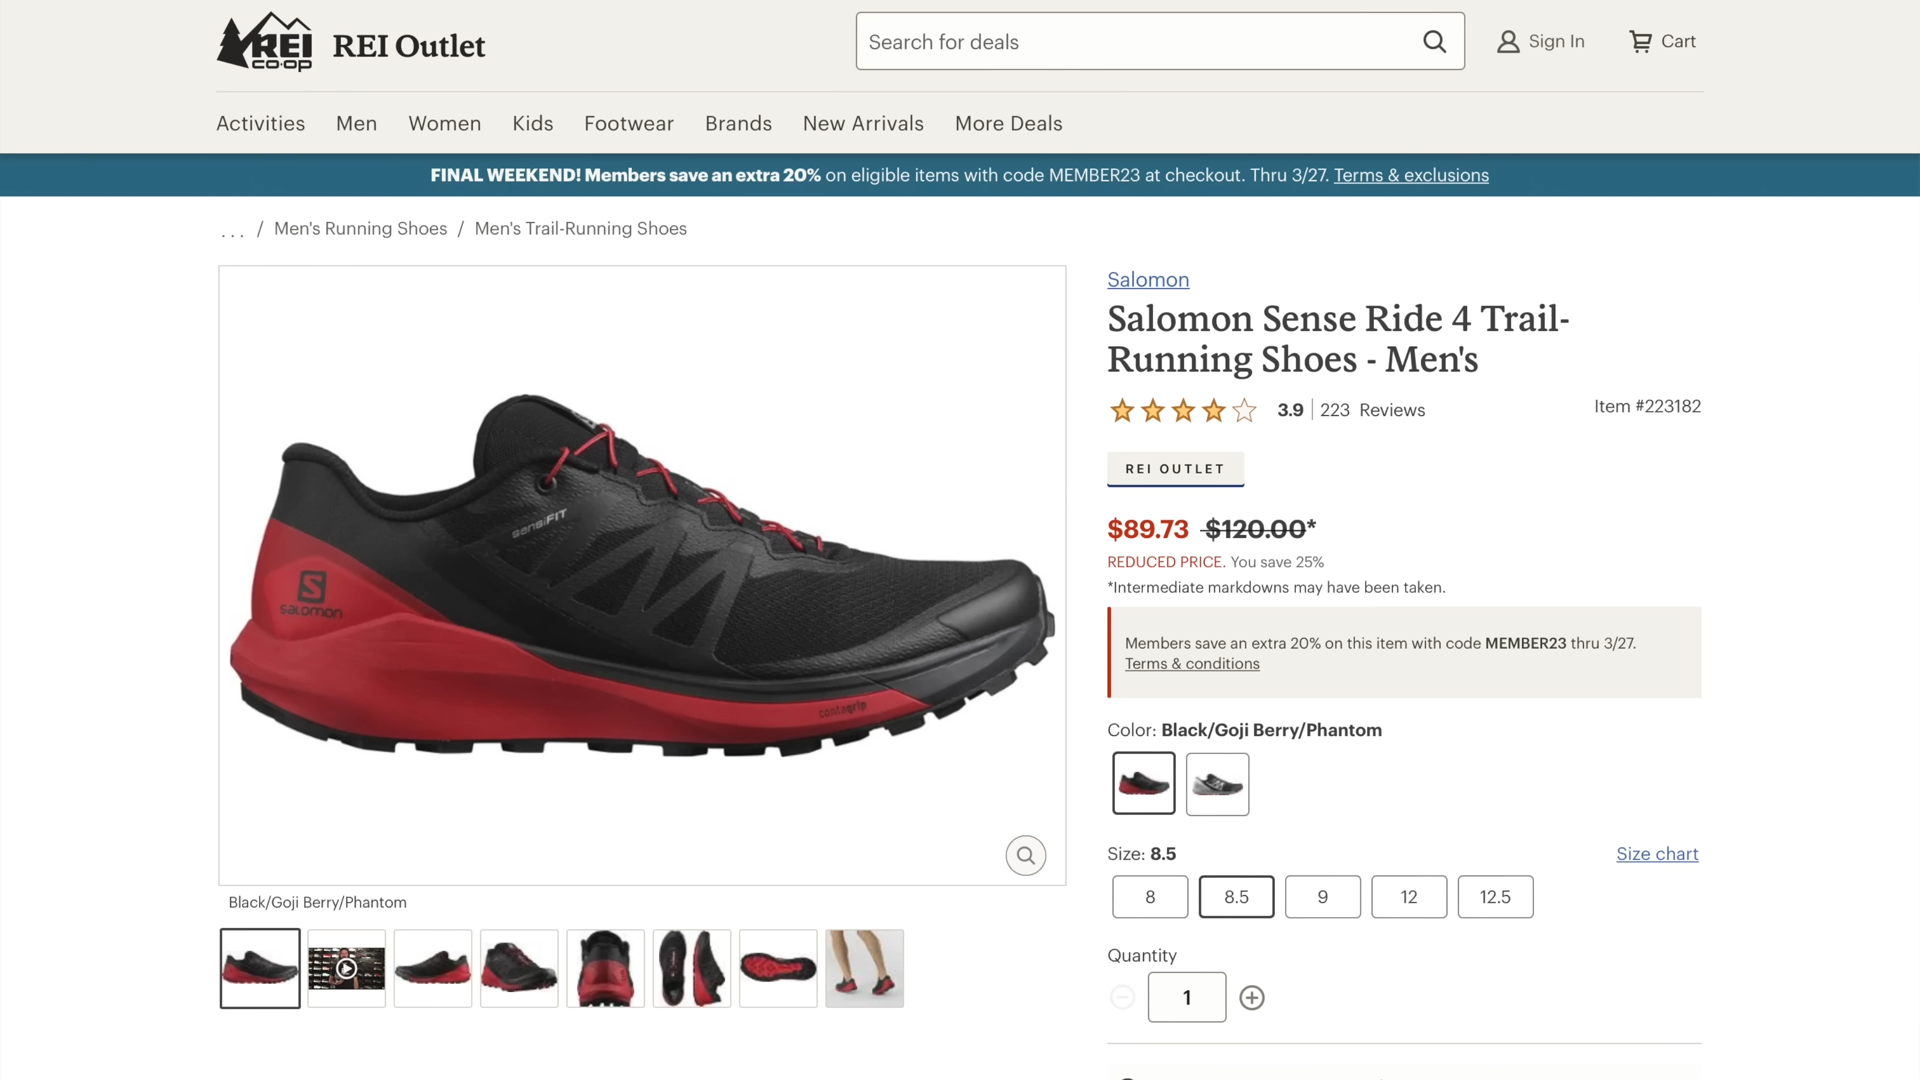 REI
CO·OP
REI Outlet
Search for deals
Sign In
Cart
Activities
Men
Women
Kids
Footwear
Brands
New Arrivals
More Deals
FINAL WEEKEND! Members save an extra 20% on eligible items with code MEMBER23 at checkout. Thru 3/27. Terms & exclusions
... / Men's Running Shoes / Men's Trail-Running Shoes
sensiFIT
S
salomon
contagrip
Black/Goji Berry/Phantom
Salomon
Salomon Sense Ride 4 Trail-
Running Shoes - Men's
3.9 | 223 Reviews
Item #223182
REI OUTLET
$89.73 $120.00*
REDUCED PRICE. You save 25%
*Intermediate markdowns may have been taken.
Members save an extra 20% on this item with code MEMBER23 thru 3/27.
Terms & conditions
Color: Black/Goji Berry/Phantom
Size: 8.5
Size chart
8
8.5
9
12
12.5
Quantity
1